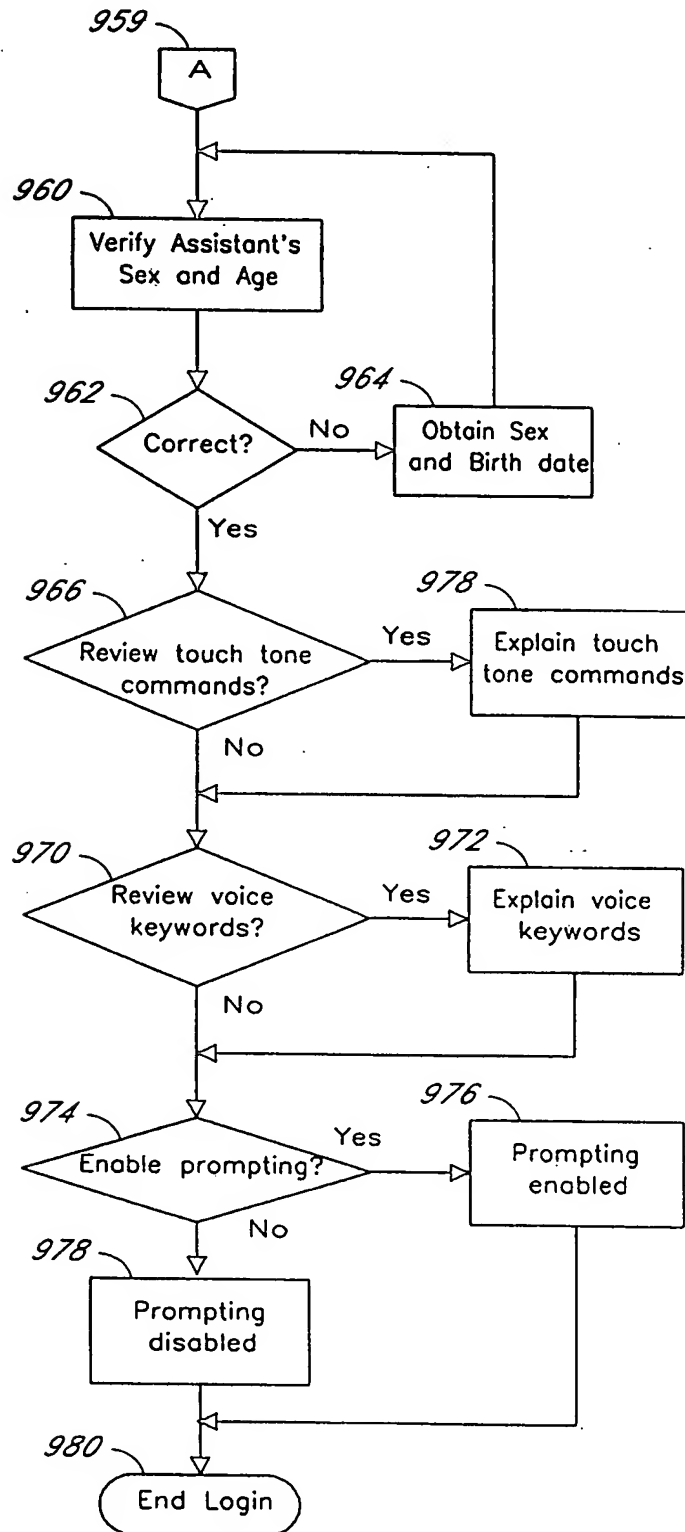 959
A
960
Verify Assistant's
Sex and Age
962
Correct?
No
964
Obtain Sex
and Birth date
Yes
966
Review touch tone
commands?
Yes
978
Explain touch
tone commands
No
970
Review voice
keywords?
Yes
972
Explain voice
keywords
No
974
Enable prompting?
Yes
976
Prompting
enabled
No
978
Prompting
disabled
980
End Login